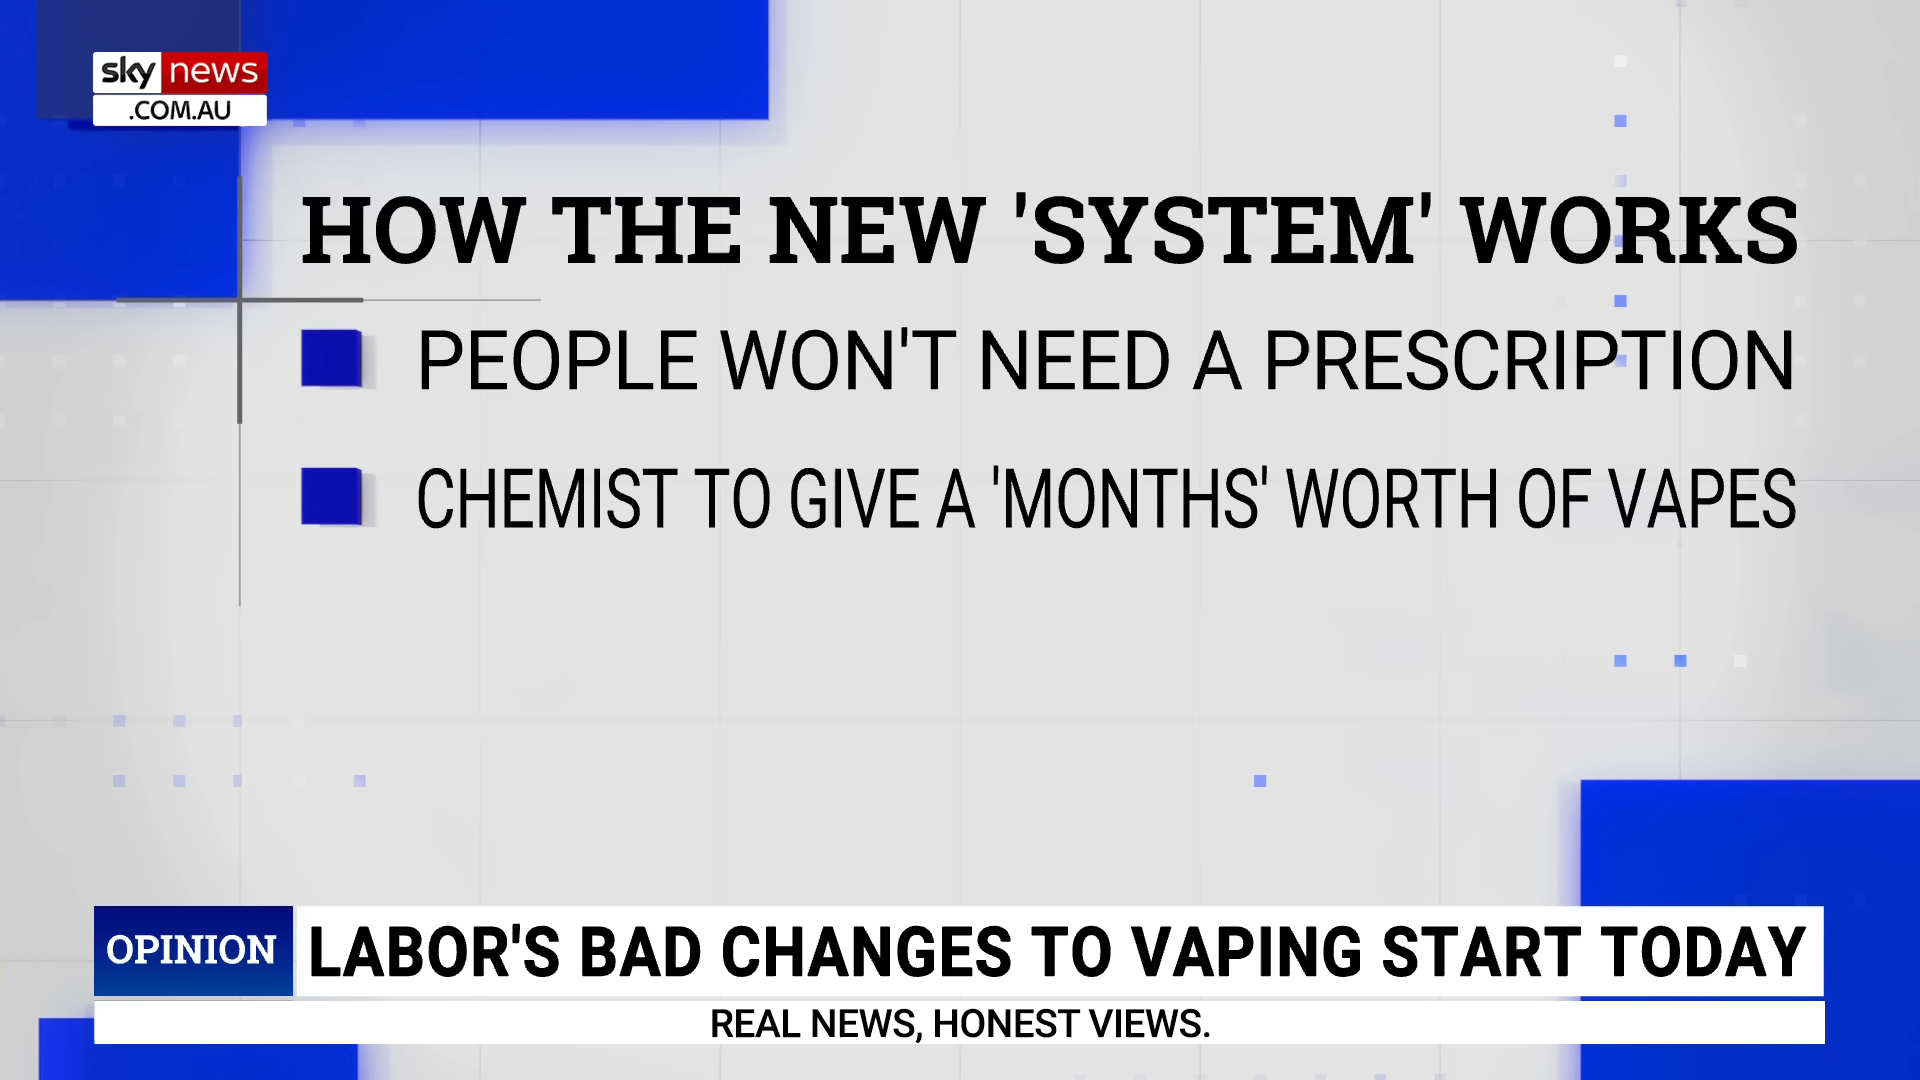 sky news
.COM.AU
HOW THE NEW 'SYSTEM' WORKS
PEOPLE WON'T NEED A PRESCRIPTION
CHEMIST TO GIVE A 'MONTHS' WORTH OF VAPES
OPINION
LABOR'S BAD CHANGES TO VAPING START TODAY
REAL NEWS, HONEST VIEWS.